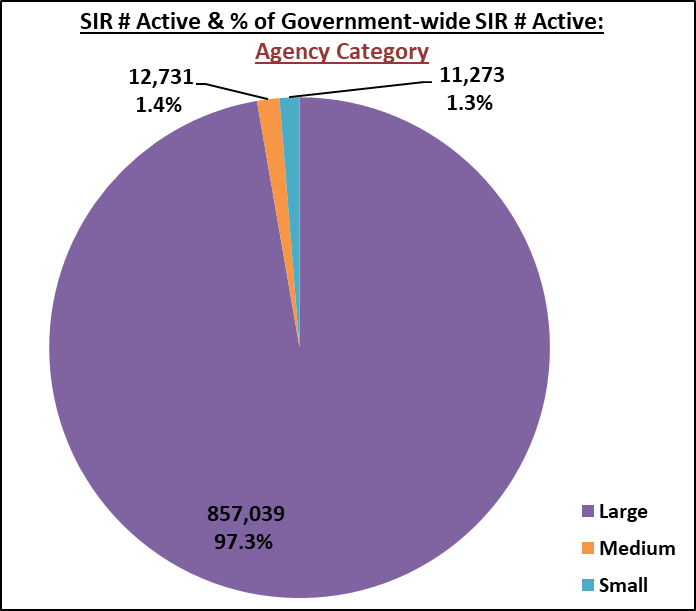 SIR # Active & % of Government-wide SIR # Active:
Agency Category
12,731
1.4%
11,273
1.3%
857,039
97.3%
Large
Medium
Small